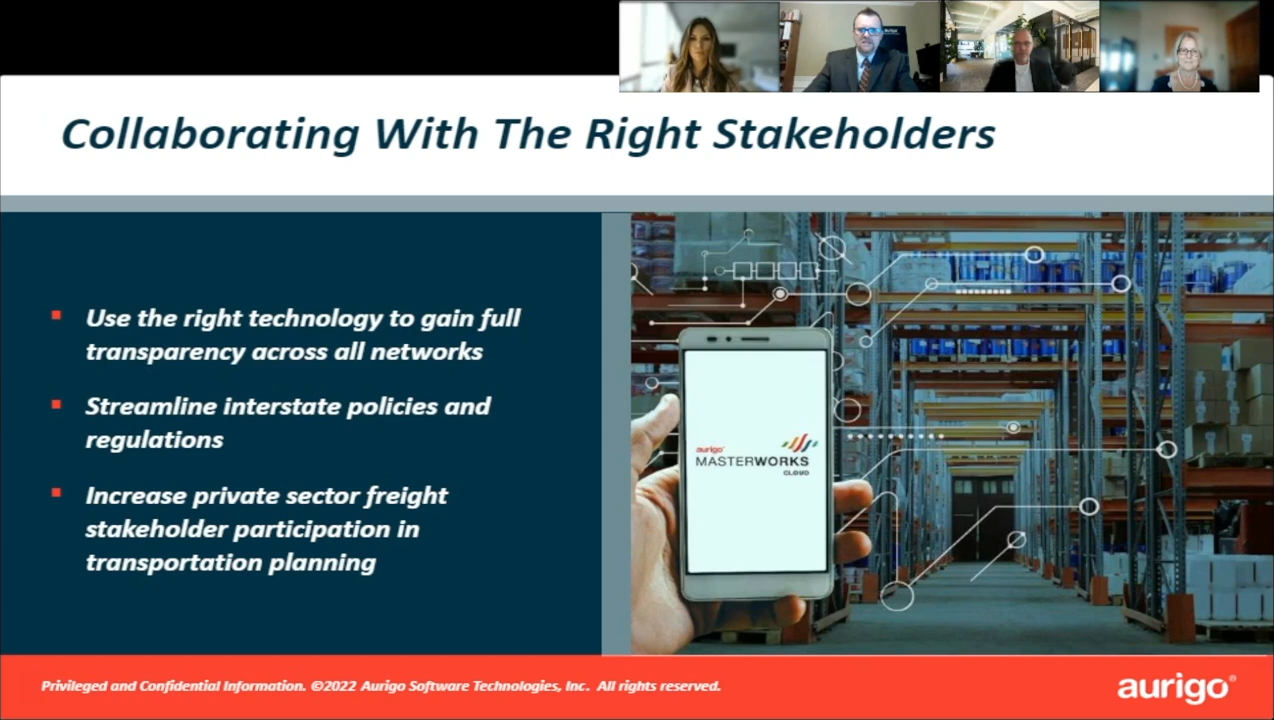 Collaborating With The Right Stakeholders
Use the right technology to gain full
transparency across all networks
Streamline interstate policies and
regulations
Increase private sector freight
stakeholder participation in
transportation planning
aurigo
MASTERWORKS
CLOUD
Privileged and Confidential Information. ©2022 Aurigo Software Technologies, Inc. All rights reserved.
aurigo®